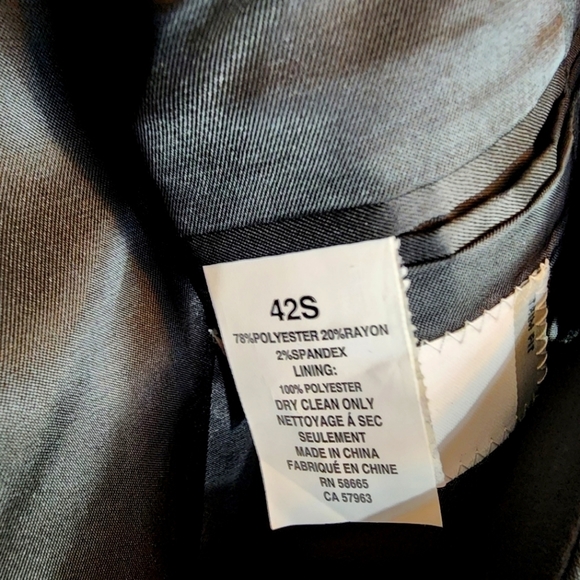 42S
78%POLYESTER 20%RAYON
2%SPANDEX
LINING:
100% POLYESTER
DRY CLEAN ONLY
NETTOYAGE Á SEC
SEULEMENT
MADE IN CHINA
FABRIQUÉ EN CHINE
RN 58665
CA 57963